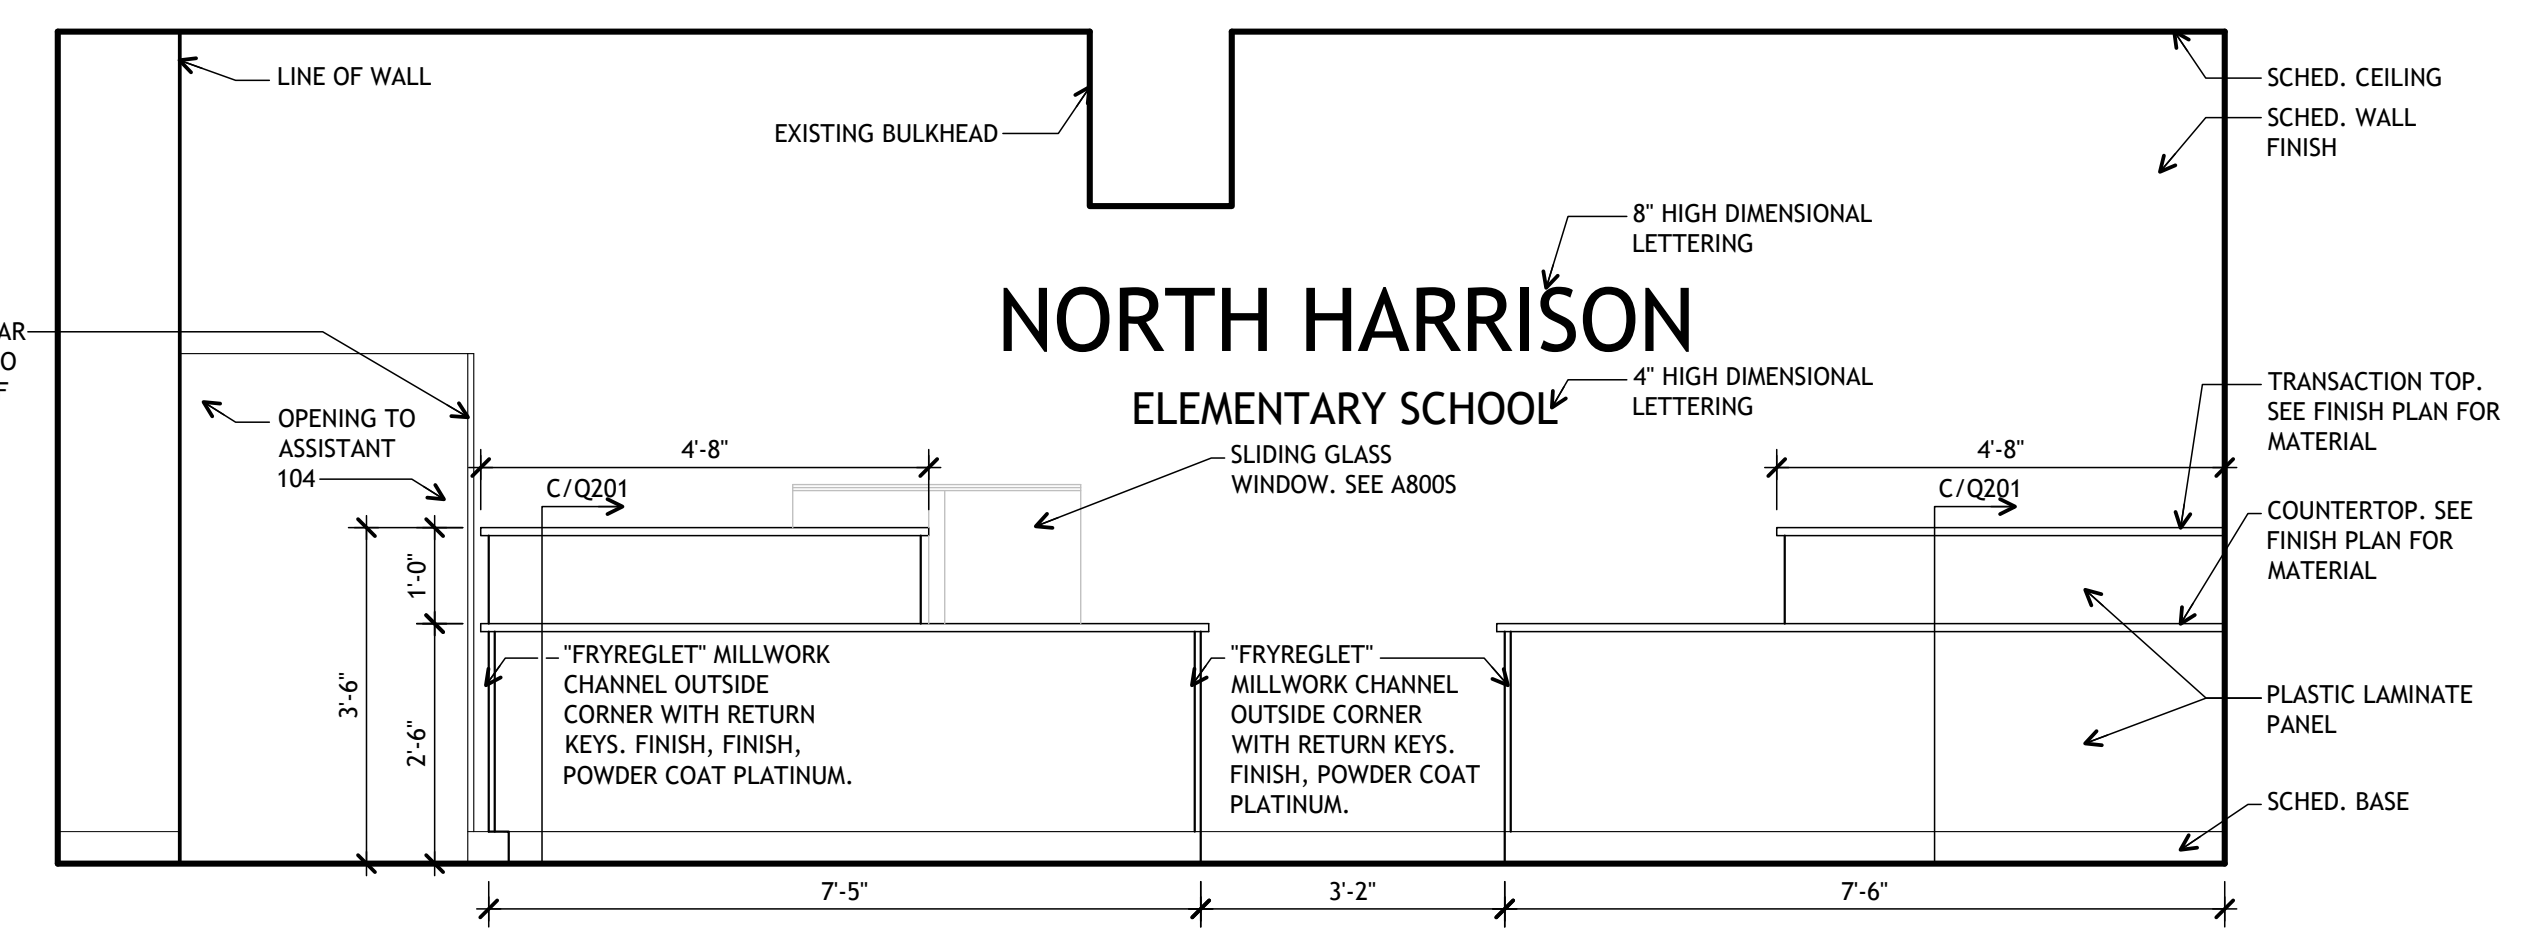 LINE OF WALL
EXISTING BULKHEAD
SCHED. CEILING
SCHED. WALL
FINISH
8" HIGH DIMENSIONAL
LETTERING
NORTH HARRISON
4" HIGH DIMENSIONAL
LETTERING
ELEMENTARY SCHOOL
AR
O
F
OPENING TO
ASSISTANT
104
4'-8"
C/Q201
SLIDING GLASS
WINDOW. SEE A800S
4'-8"
C/Q201
TRANSACTION TOP.
SEE FINISH PLAN FOR
MATERIAL
COUNTERTOP. SEE
FINISH PLAN FOR
MATERIAL
1'-0"
3'-6"
2'-6"
"FRYREGLET" MILLWORK
CHANNEL OUTSIDE
CORNER WITH RETURN
KEYS. FINISH, FINISH,
POWDER COAT PLATINUM.
"FRYREGLET"
MILLWORK CHANNEL
OUTSIDE CORNER
WITH RETURN KEYS.
FINISH, POWDER COAT
PLATINUM.
PLASTIC LAMINATE
PANEL
SCHED. BASE
7'-5"
3'-2"
7'-6"